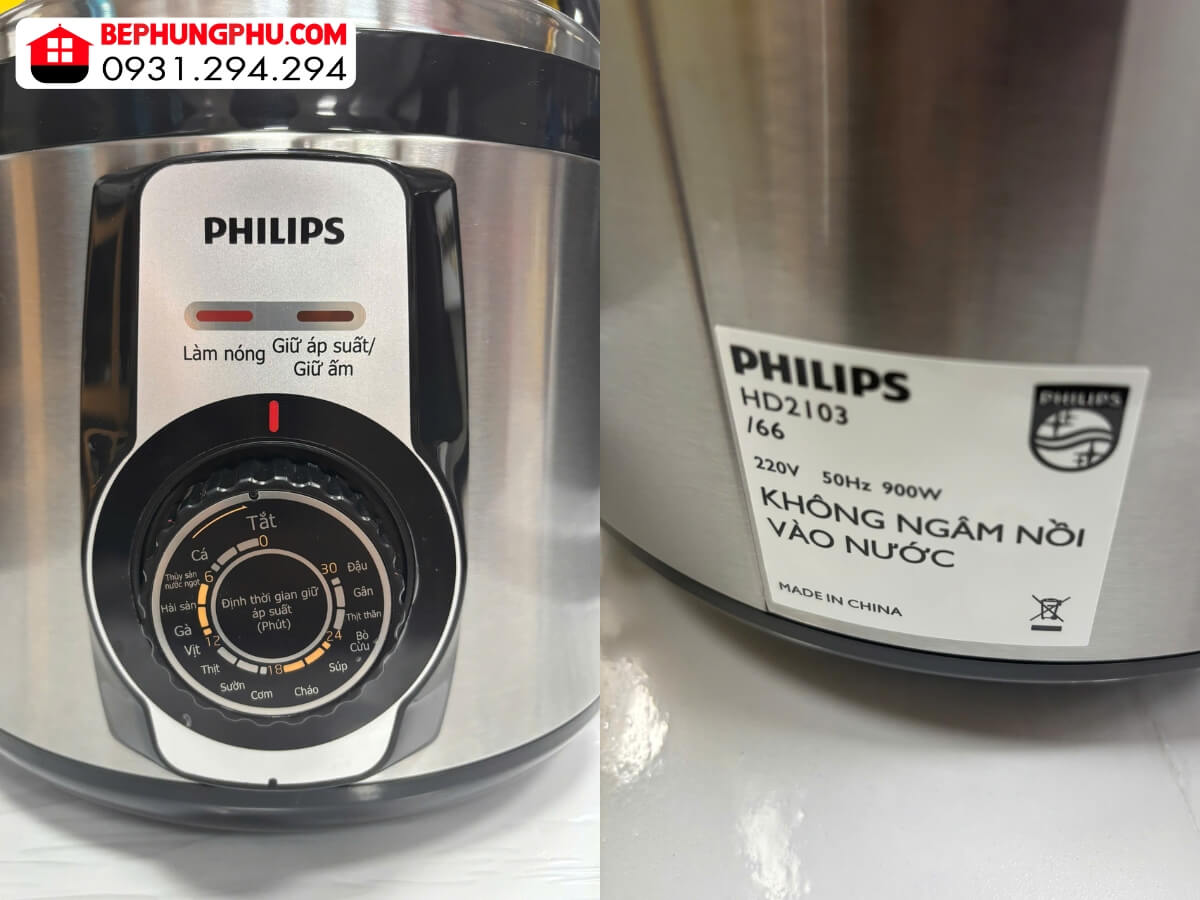 BEPHUNGPHU.COM
0931.294.294
PHILIPS
Làm nóng
Giữ áp suất/
Giữ ấm
Tắt
0
Cá
6
Thủy sản
nước ngọt
Hải sản
Gà
12
Vịt
Thịt
Sườn
Cơm
18
Cháo
Súp
24
Bò
Cừu
Thịt thăn
Gân
30
Đậu
Định thời gian giữ
áp suất
(Phút)
PHILIPS
HD2103
/66
PHILIPS
220V 50Hz 900W
KHÔNG NGÂM NỒI
VÀO NƯỚC
MADE IN CHINA